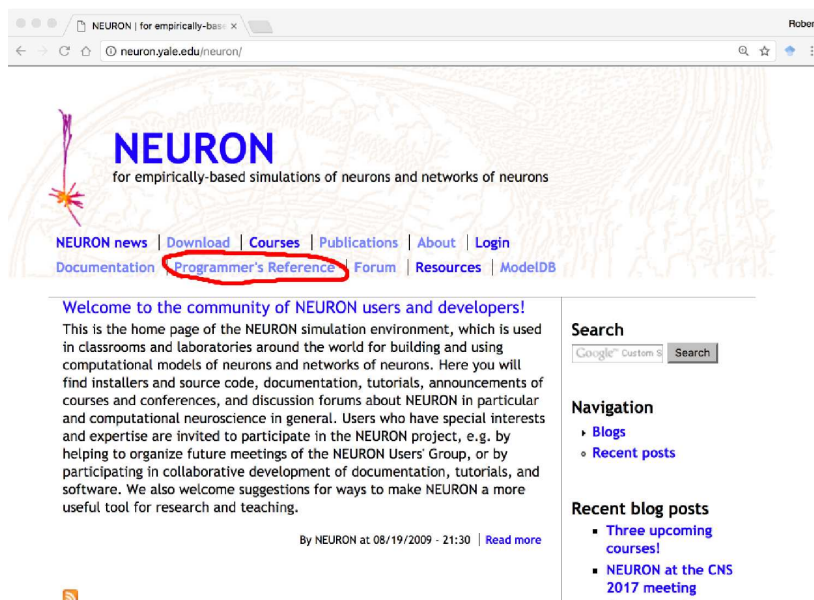 NEURON | for empirically-base
Rober
neuron.yale.edu/neuron/
NEURON
for empirically-based simulations of neurons and networks of neurons
NEURON news | Download | Courses | Publications | About | Login
Documentation | Programmer's Reference | Forum | Resources | ModelDB
Welcome to the community of NEURON users and developers!
This is the home page of the NEURON simulation environment, which is used
in classrooms and laboratories around the world for building and using
computational models of neurons and networks of neurons. Here you will
find installers and source code, documentation, tutorials, announcements of
courses and conferences, and discussion forums about NEURON in particular
and computational neuroscience in general. Users who have special interests
and expertise are invited to participate in the NEURON project, e.g. by
helping to organize future meetings of the NEURON Users' Group, or by
participating in collaborative development of documentation, tutorials, and
software. We also welcome suggestions for ways to make NEURON a more
useful tool for research and teaching.
By NEURON at 08/19/2009 - 21:30 | Read more
Search
Google™ Custom S Search
Navigation
Blogs
Recent posts
Recent blog posts
Three upcoming
courses!
NEURON at the CNS
2017 meeting